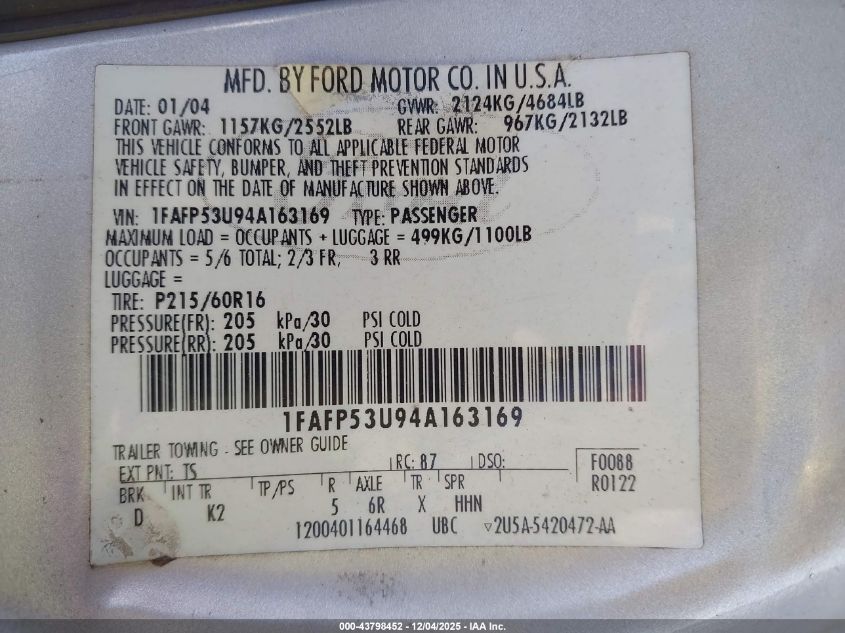 MFD. BY FORD MOTOR CO. IN U.S.A.
DATE: 01/04 GVWR: 2124KG/4684LB
FRONT GAWR: 1157KG/2552LB REAR GAWR: 967KG/2132LB
THIS VEHICLE CONFORMS TO ALL APPLICABLE FEDERAL MOTOR
VEHICLE SAFETY, BUMPER, AND THEFT PREVENTION STANDARDS
IN EFFECT ON THE DATE OF MANUFACTURE SHOWN ABOVE.
VIN: 1FAFP53U94A163169 TYPE: PASSENGER
MAXIMUM LOAD = OCCUPANTS + LUGGAGE = 499KG/1100LB
OCCUPANTS = 5/6 TOTAL; 2/3 FR, 3 RR
LUGGAGE =
TIRE: P215/60R16
PRESSURE(FR): 205 kPa/30 PSI COLD
PRESSURE(RR): 205 kPa/30 PSI COLD
1FAFP53U94A163169
TRAILER TOWING - SEE OWNER GUIDE
EXT PNT: TS RC: 87 DSO: F0088
BRK INT TR TP/PS R AXLE TR SPR R0122
D K2 5 6R X HHN
1200401164468 UBC ▽2U5A-5420472-AA
000-43798452 - 12/04/2025 - IAA Inc.